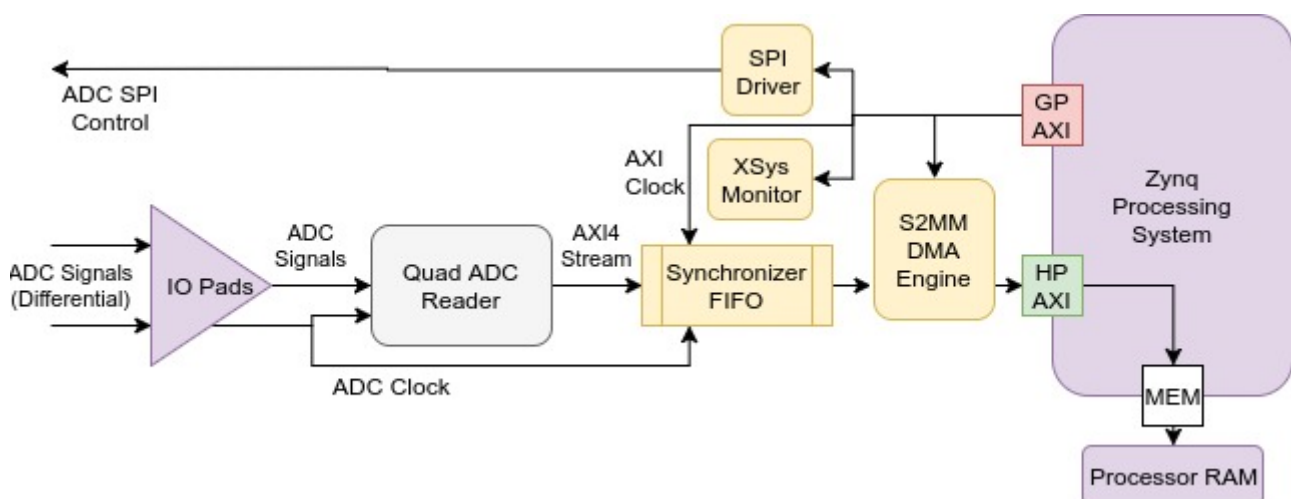 SPI
Driver
ADC SPI
Control
GP
AXI
AXI
Clock
XSys
Monitor
Zynq
Processing
System
ADC Signals
(Differential)
IO Pads
ADC
Signals
Quad ADC
Reader
AXI4
Stream
Synchronizer
FIFO
S2MM
DMA
Engine
HP
AXI
ADC Clock
MEM
Processor RAM